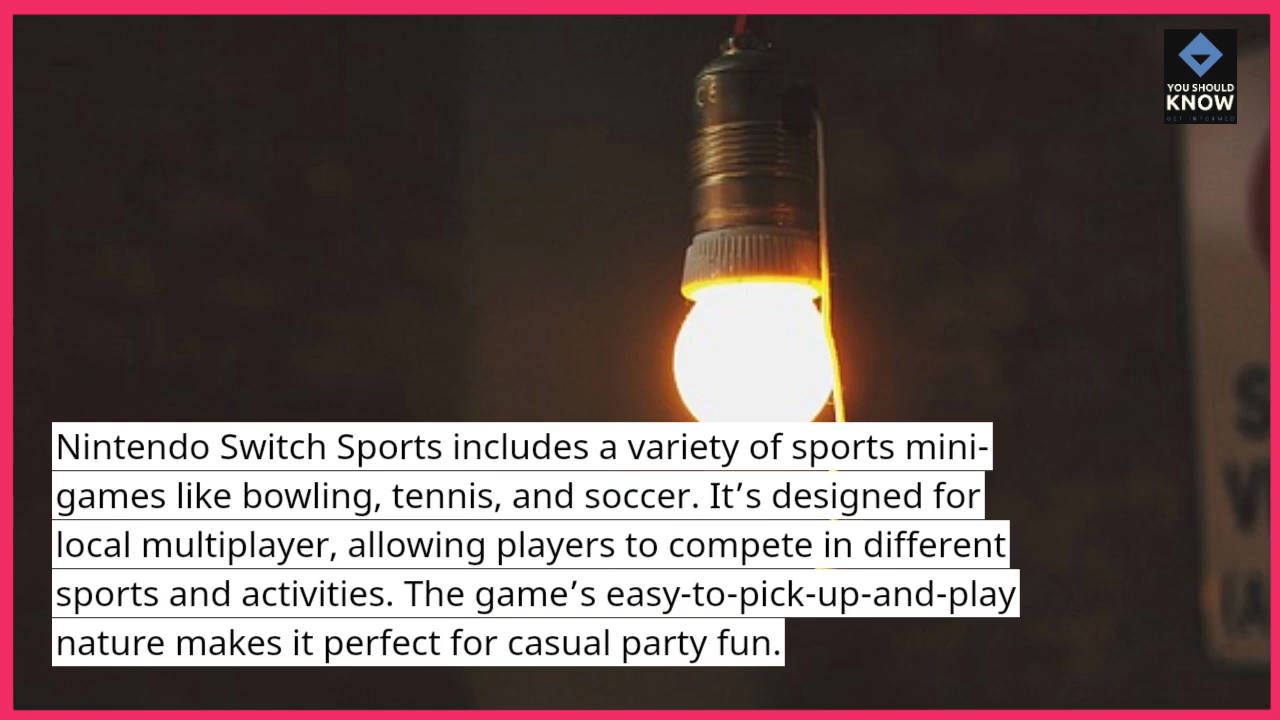 YOU SHOULD
KNOW
GET INFORMED
Nintendo Switch Sports includes a variety of sports mini-
games like bowling, tennis, and soccer. It’s designed for
local multiplayer, allowing players to compete in different
sports and activities. The game’s easy-to-pick-up-and-play
nature makes it perfect for casual party fun.